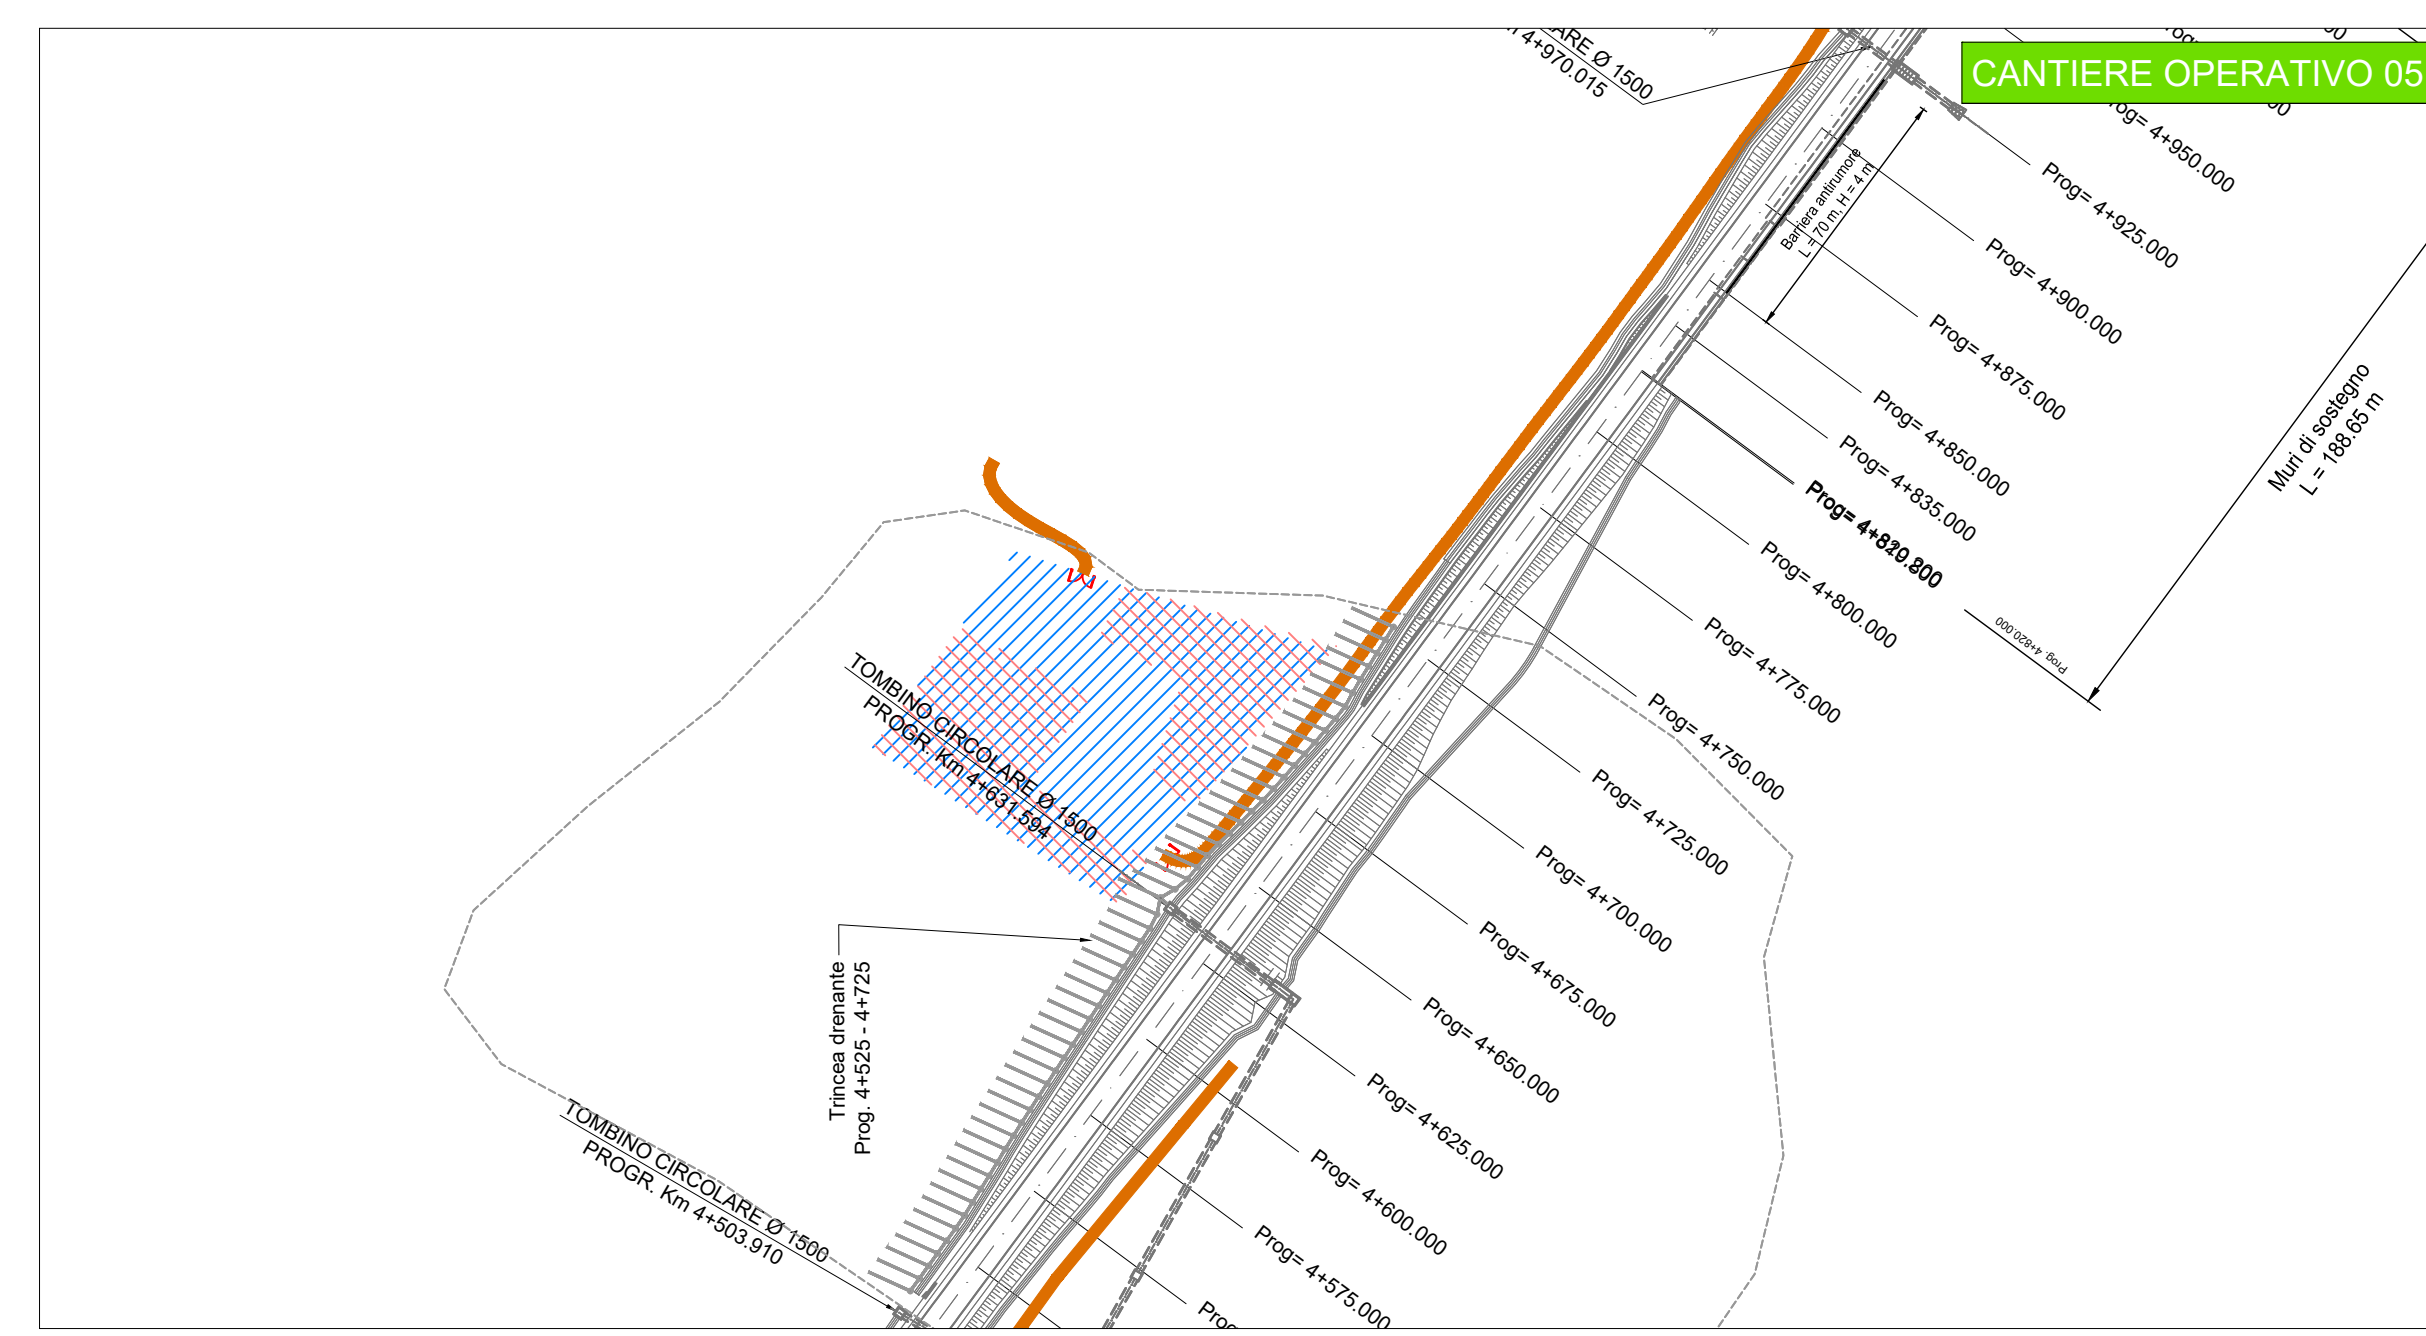 CANTIERE OPERATIVO 05
ARE Ø 1500
4+970.015
Prog= 4+950.000
Prog= 4+925.000
Prog= 4+900.000
Prog= 4+875.000
Prog= 4+850.000
Prog= 4+835.000
Prog= 4+800.000
Prog= 4+775.000
Prog= 4+750.000
Prog= 4+725.000
Prog= 4+700.000
Prog= 4+675.000
Prog= 4+650.000
Prog= 4+625.000
Prog= 4+600.000
Prog= 4+575.000
Barriera antirumore
L = 70 m, H = 4 m
Muri di sostegno
L = 188.65 m
Prog. 4+820.000
TOMBINO CIRCOLARE Ø 1500
PROGR. Km 4+631.594
Trincea drenante
Prog. 4+525 - 4+725
TOMBINO CIRCOLARE Ø 1500
PROGR. Km 4+503.910